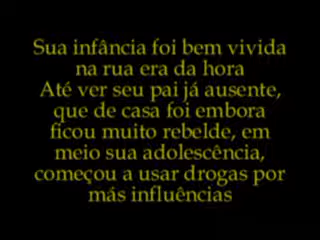 Sua infância foi bem vivida
na rua era da hora
Até ver seu pai já ausente,
que de casa foi embora
ficou muito rebelde, em
meio sua adolescência,
começou a usar drogas por
más influências